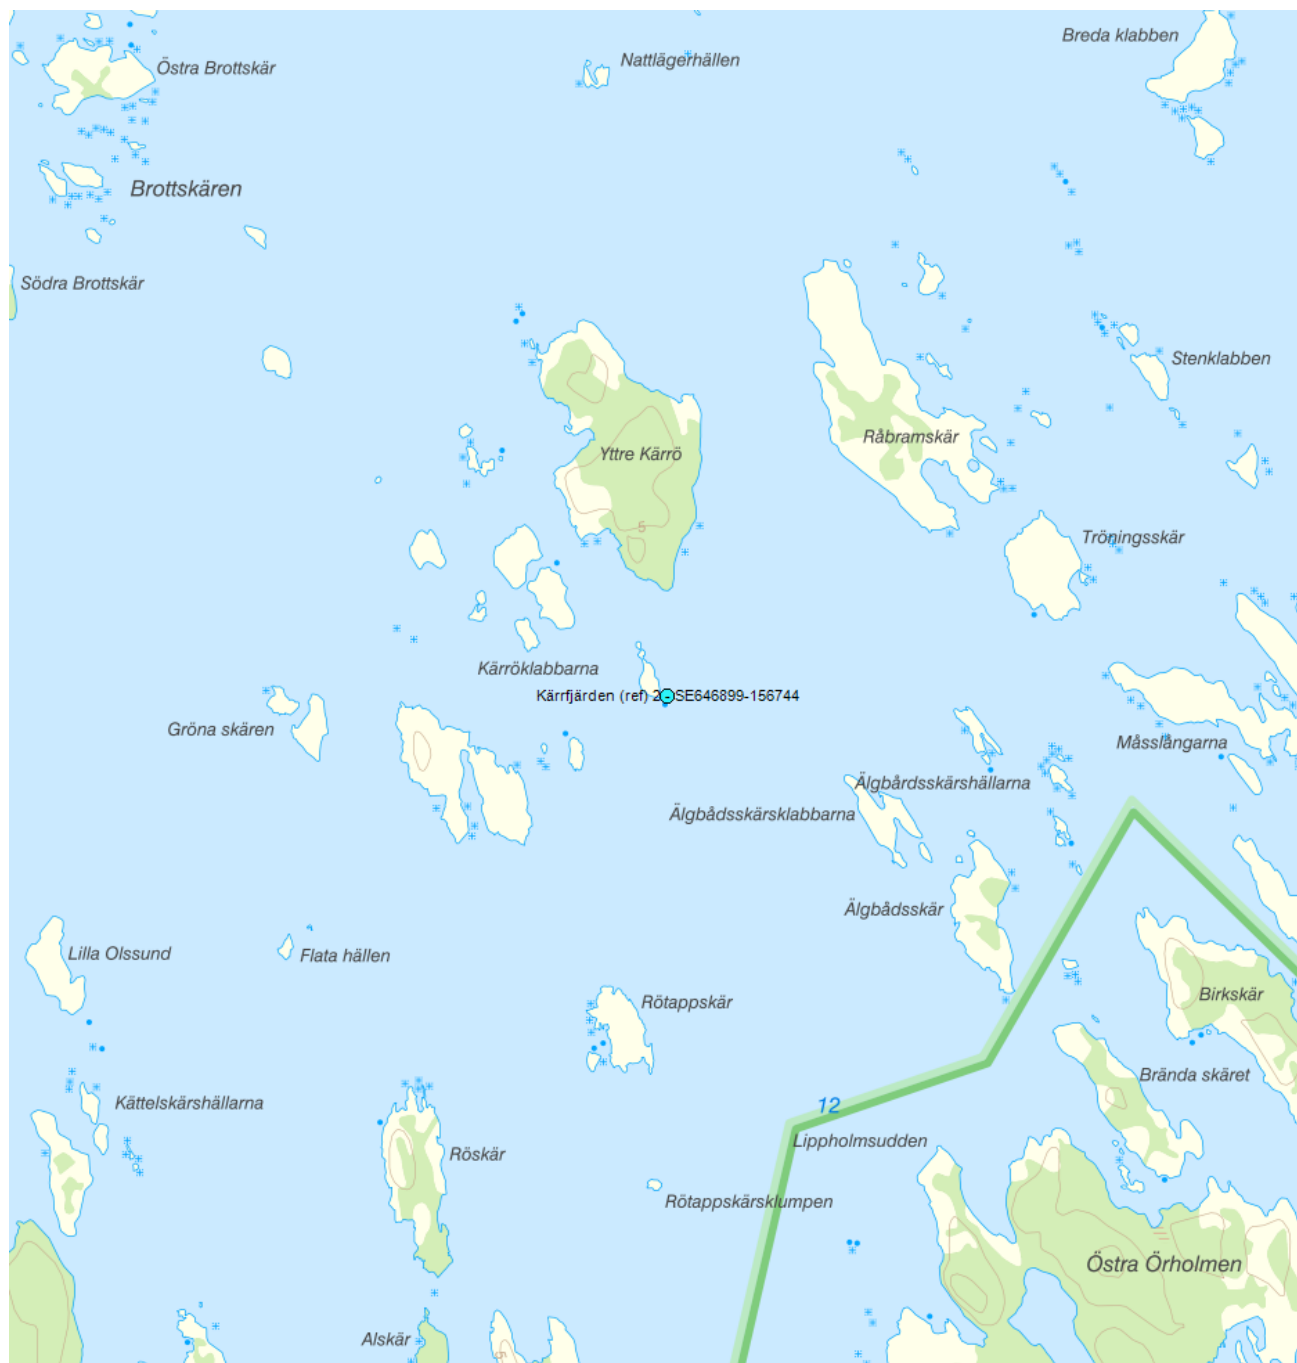 Breda klabben
Nattlägerhällen
Östra Brottskär
Brottskären
Södra Brottskär
Stenklabben
Råbramskär
Yttre Kärrö
5
Tröningsskär
Kärröklabbarna
Kärrfjärden (ref) 2 - SE646899-156744
Gröna skären
Måsslångarna
Älgbårdsskärshällarna
Älgbådsskärsklabbarna
Älgbådsskär
Lilla Olssund
Flata hällen
Birkskär
Rötappskär
Brända skäret
Kättelskärshällarna
12
Lippholmsudden
Röskär
Rötappskärsklumpen
Östra Örholmen
Alskär
5